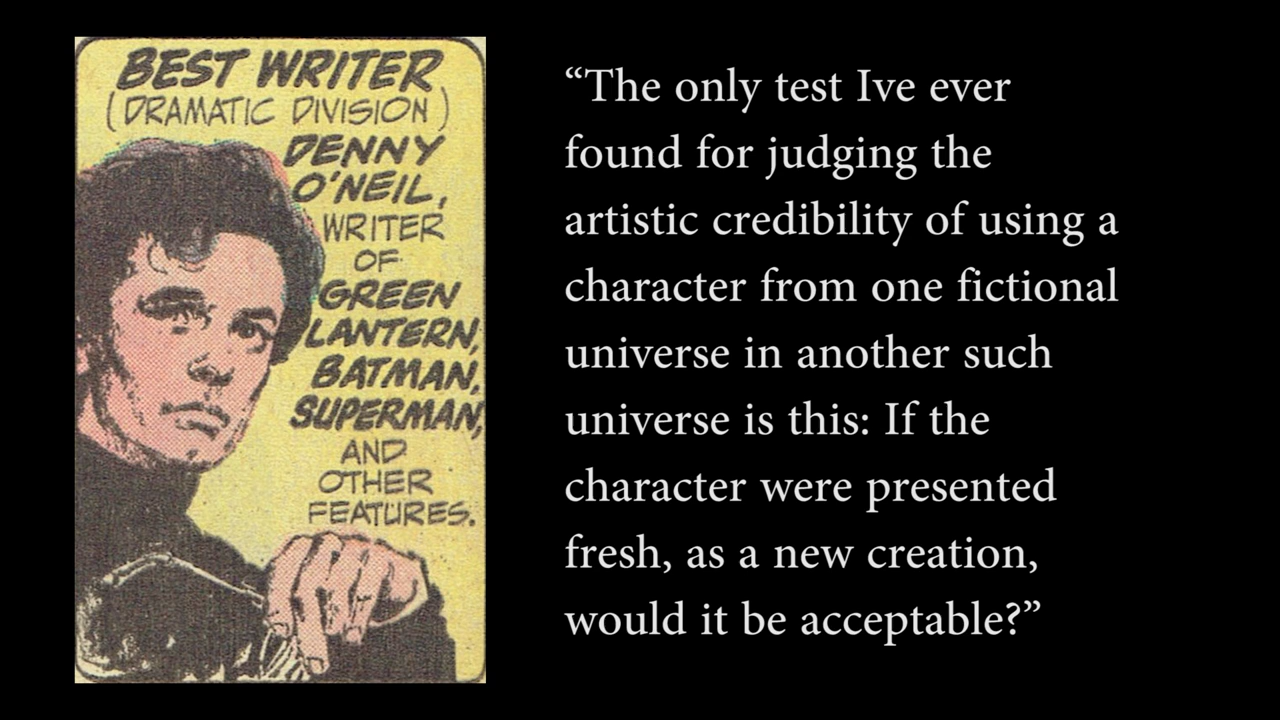 BEST WRITER
(DRAMATIC DIVISION)
DENNY
O'NEIL,
WRITER
OF
GREEN
LANTERN,
BATMAN,
SUPERMAN,
AND
OTHER
FEATURES.
“The only test Ive ever
found for judging the
artistic credibility of using a
character from one fictional
universe in another such
universe is this: If the
character were presented
fresh, as a new creation,
would it be acceptable?”